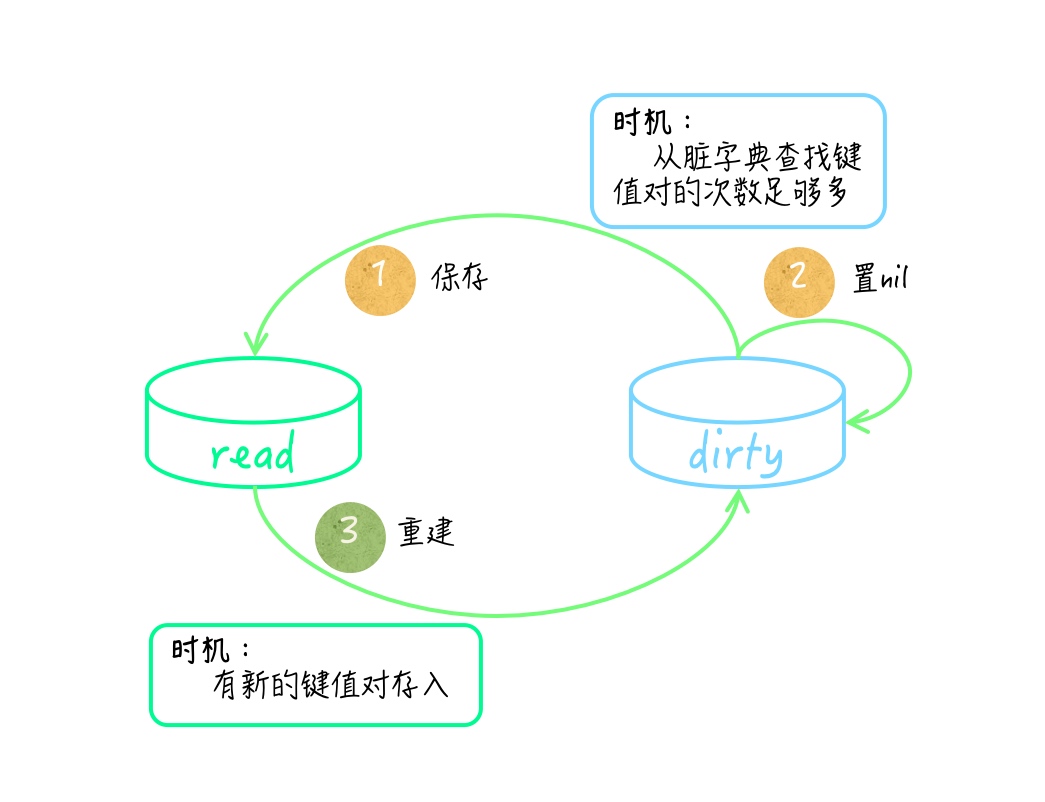 时机：
从脏字典查找键
值对的次数足够多
1 保存
2 置nil
read
dirty
3 重建
时机：
有新的键值对存入